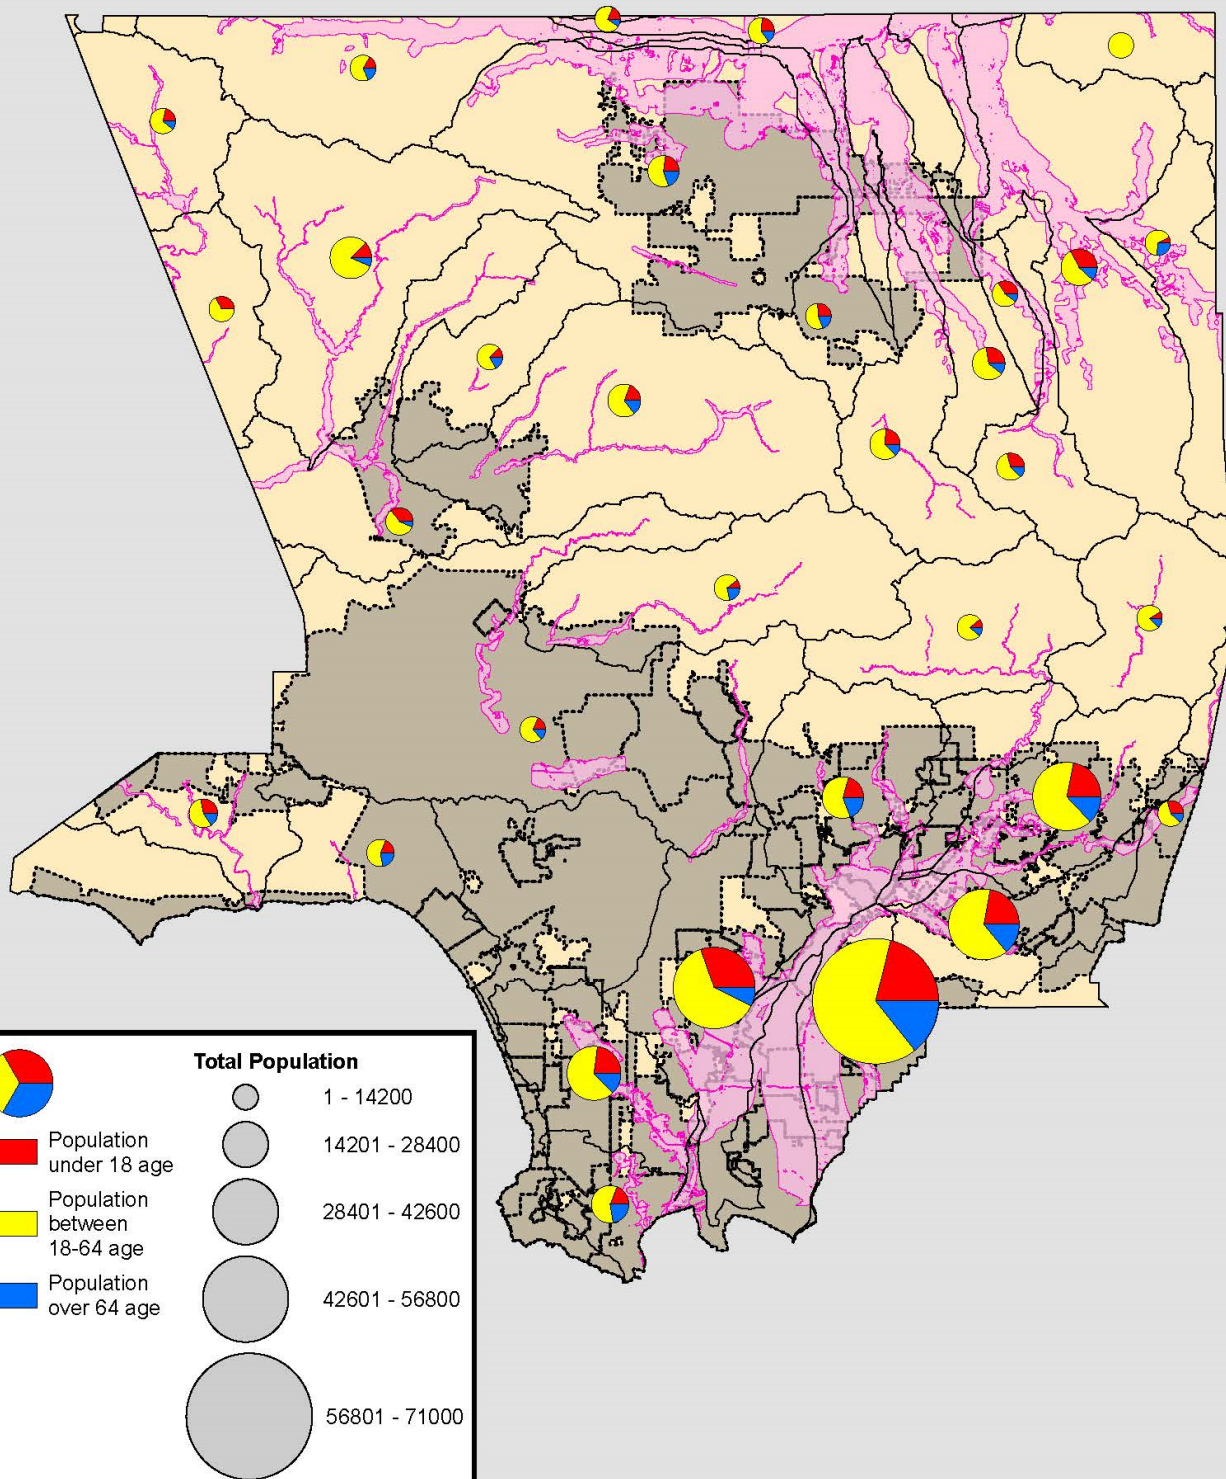 Total Population
1 - 14200
Population
under 18 age
14201 - 28400
Population
between
18-64 age
28401 - 42600
Population
over 64 age
42601 - 56800
56801 - 71000